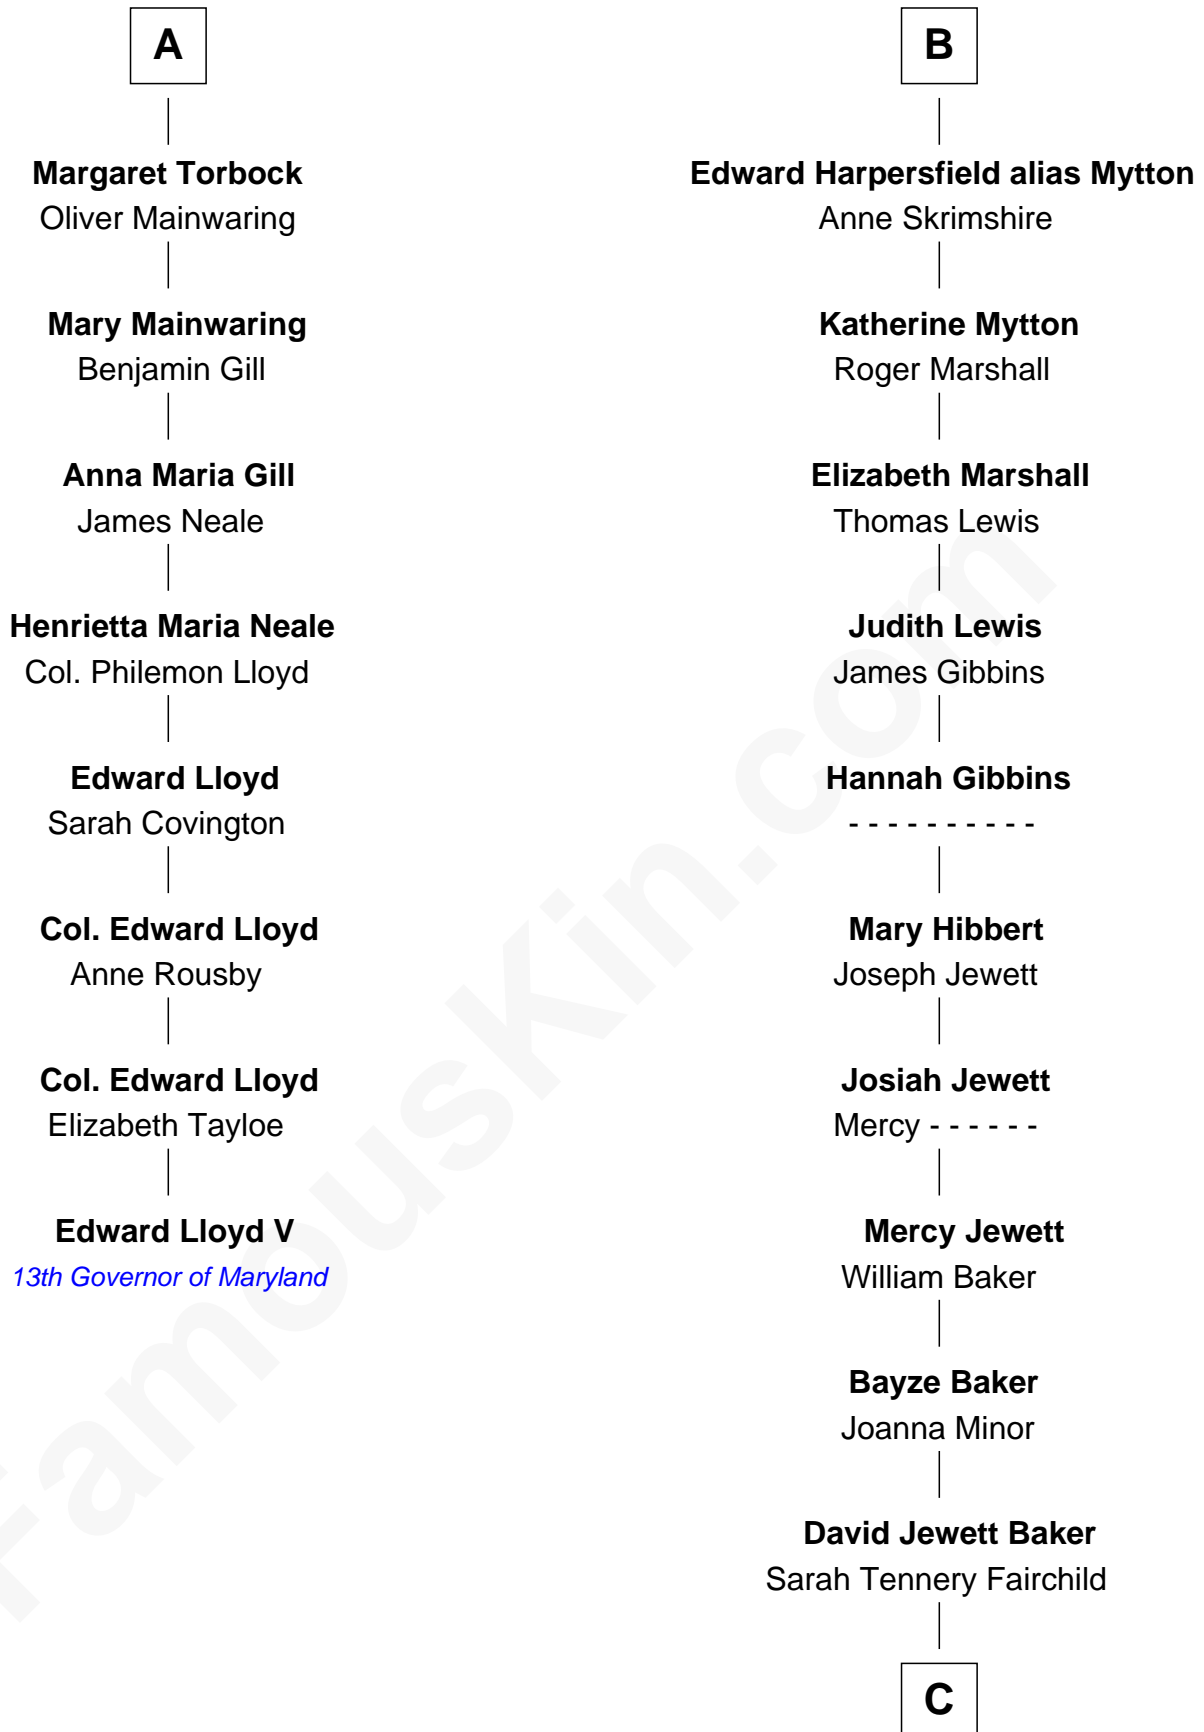 A
Margaret Torbock
Oliver Mainwaring
Mary Mainwaring
Benjamin Gill
Anna Maria Gill
James Neale
Henrietta Maria Neale
Col. Philemon Lloyd
Edward Lloyd
Sarah Covington
Col. Edward Lloyd
Anne Rousby
Col. Edward Lloyd
Elizabeth Tayloe
Edward Lloyd V
13th Governor of Maryland
B
Edward Harpersfield alias Mytton
Anne Skrimshire
Katherine Mytton
Roger Marshall
Elizabeth Marshall
Thomas Lewis
Judith Lewis
James Gibbins
Hannah Gibbins
- - - - - - - - - -
Mary Hibbert
Joseph Jewett
Josiah Jewett
Mercy - - - - - -
Mercy Jewett
William Baker
Bayze Baker
Joanna Minor
David Jewett Baker
Sarah Tennery Fairchild
C
FamousKin.com